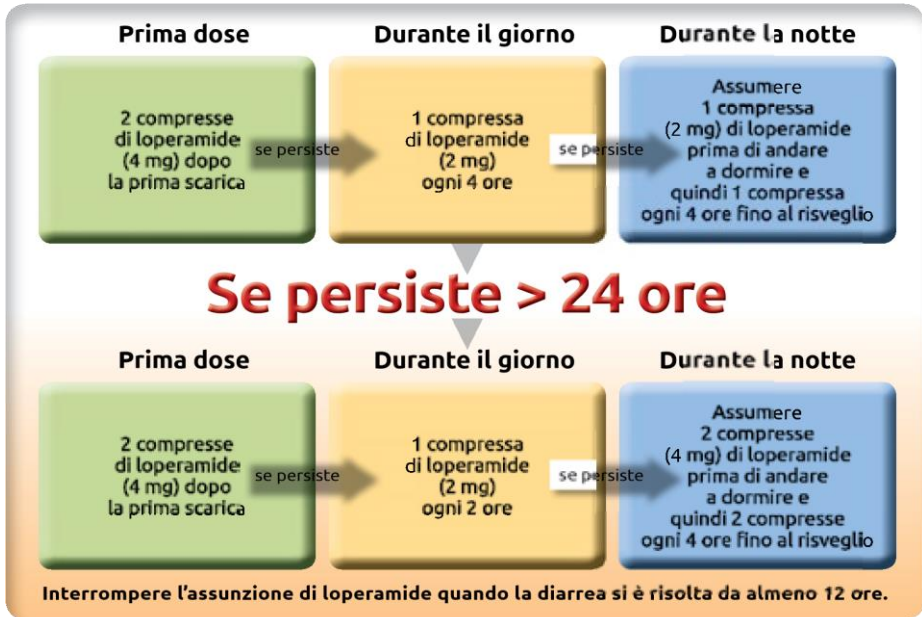 Prima dose
Durante il giorno
Durante la notte
2 compresse
di loperamide
(4 mg) dopo
la prima scarica
se persiste
1 compressa
di loperamide
(2 mg)
ogni 4 ore
se persiste
Assumere
1 compressa
(2 mg) di loperamide
prima di andare
a dormire e
quindi 1 compressa
ogni 4 ore fino al risveglio
Se persiste > 24 ore
Prima dose
Durante il giorno
Durante la notte
2 compresse
di loperamide
(4 mg) dopo
la prima scarica
se persiste
1 compressa
di loperamide
(2 mg)
ogni 2 ore
se persiste
Assumere
2 compresse
(4 mg) di loperamide
prima di andare
a dormire e
quindi 2 compresse
ogni 4 ore fino al risveglio
Interrompere l'assunzione di loperamide quando la diarrea si è risolta da almeno 12 ore.